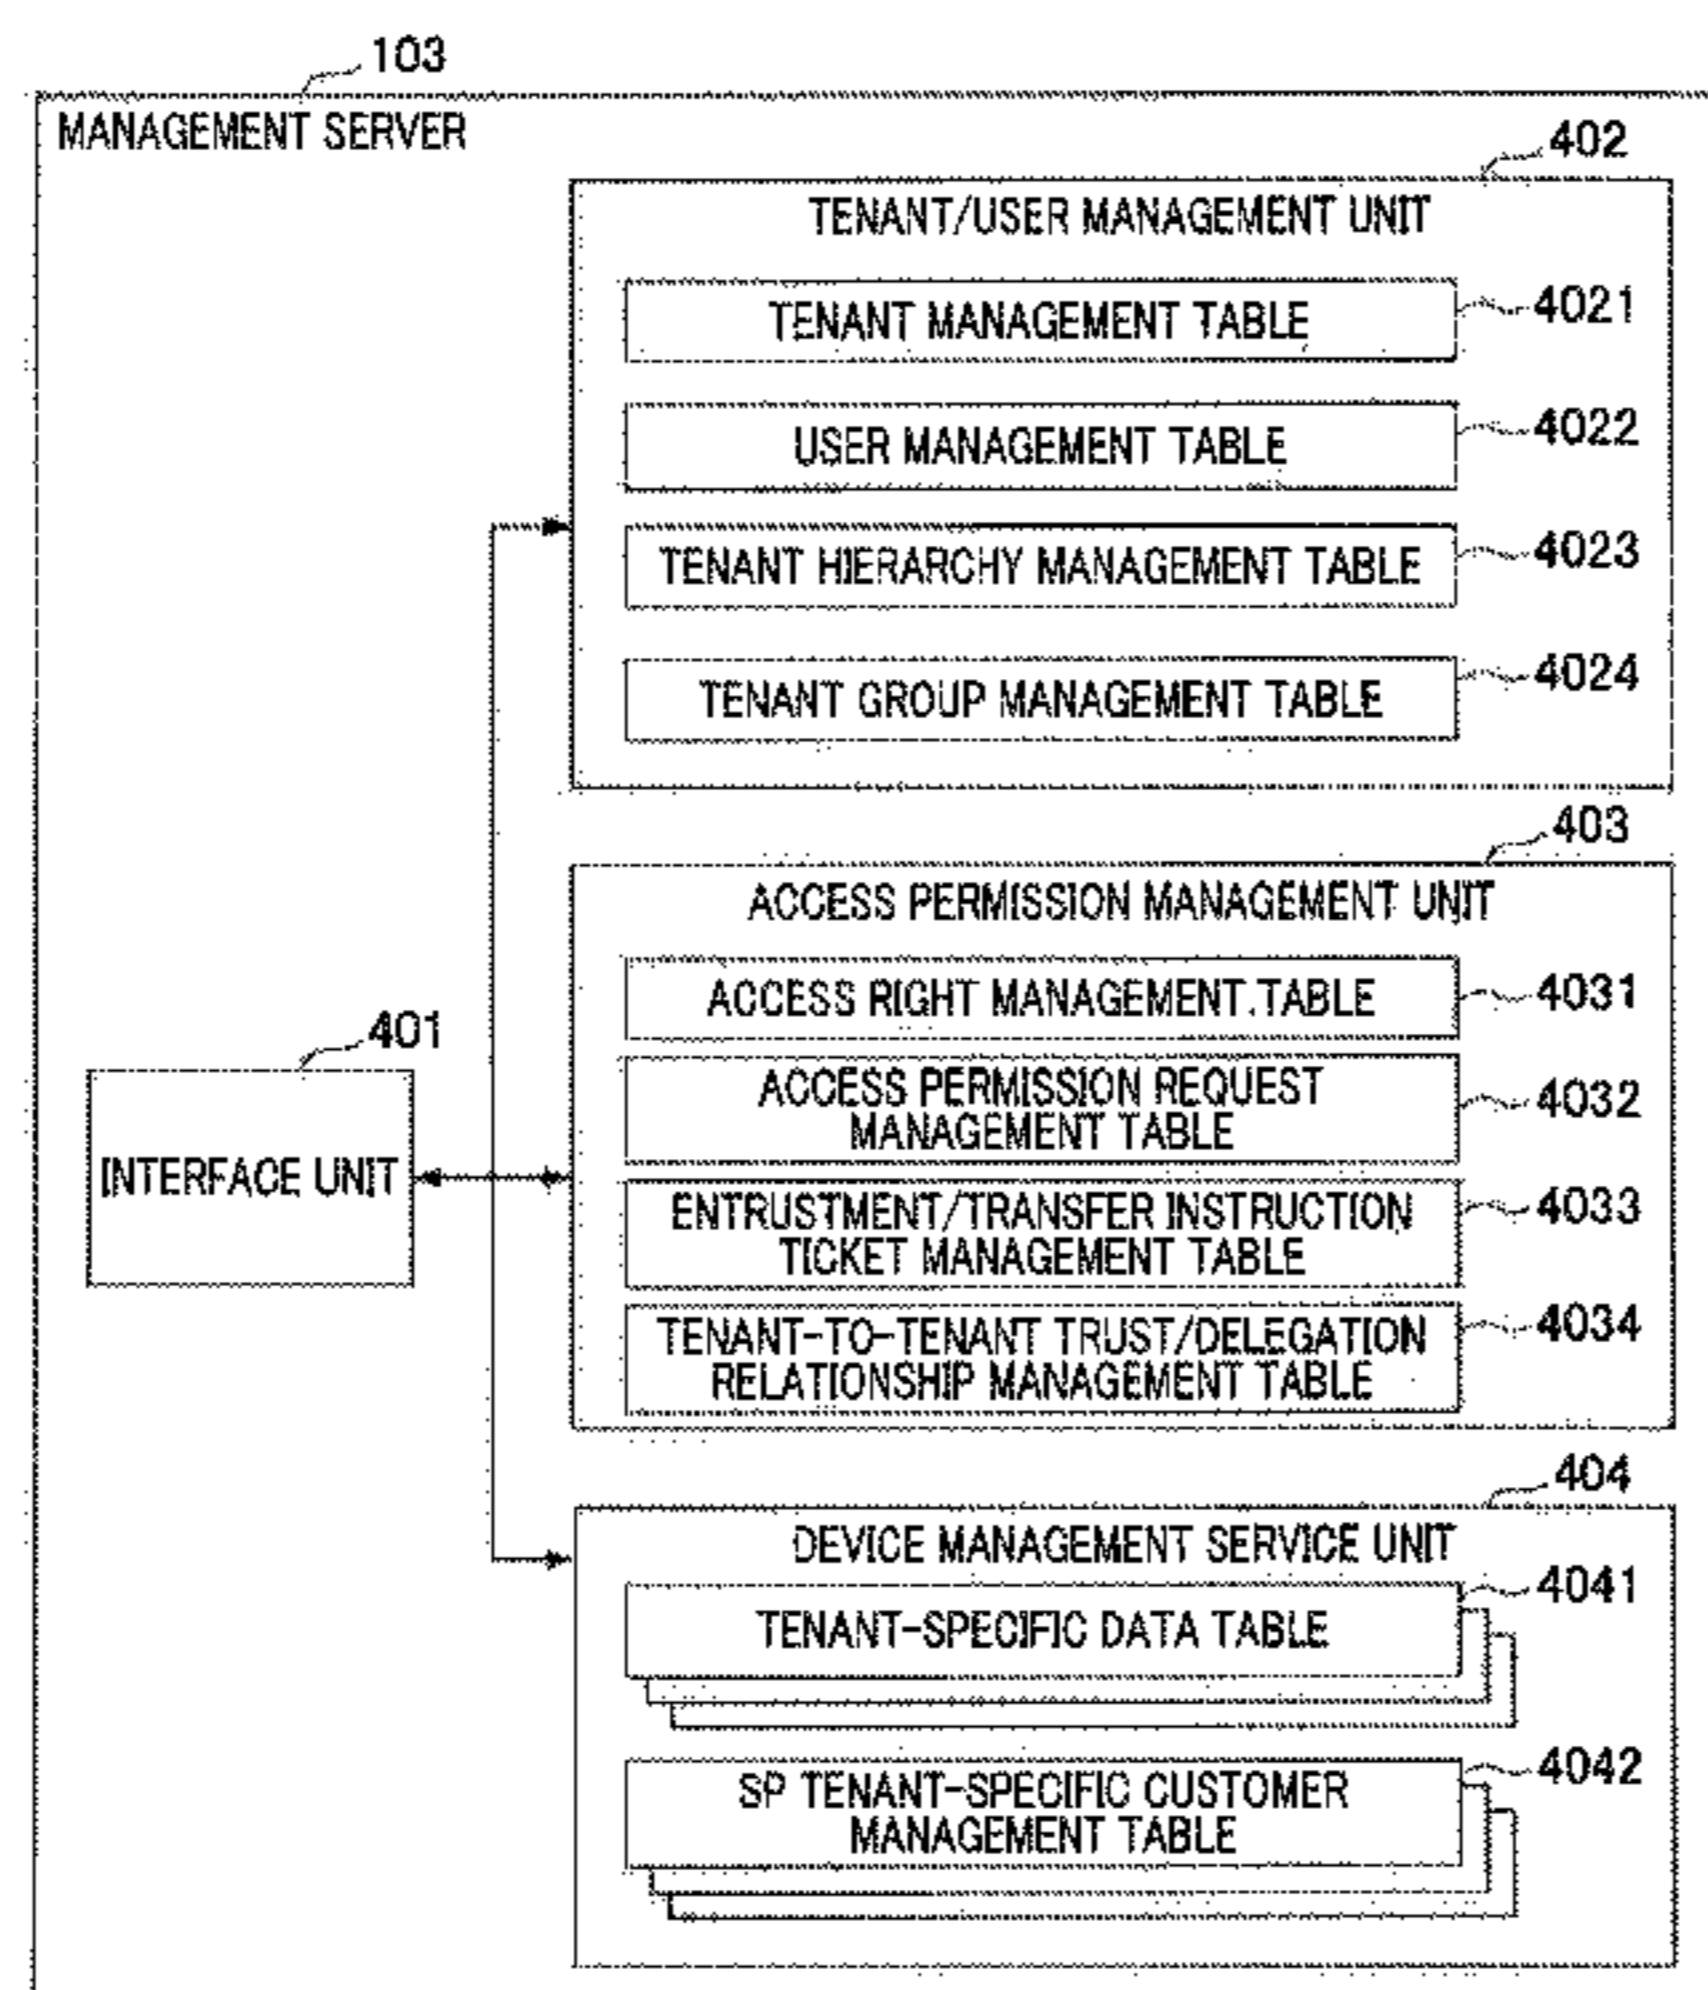 103
MANAGEMENT SERVER
402
TENANT/USER MANAGEMENT UNIT
TENANT MANAGEMENT TABLE
4021
USER MANAGEMENT TABLE
4022
TENANT HIERARCHY MANAGEMENT TABLE
4023
TENANT GROUP MANAGEMENT TABLE
4024
403
ACCESS PERMISSION MANAGEMENT UNIT
ACCESS RIGHT MANAGEMENT TABLE
4031
ACCESS PERMISSION REQUEST
MANAGEMENT TABLE
4032
401
INTERFACE UNIT
ENTRUSTMENT/TRANSFER INSTRUCTION
TICKET MANAGEMENT TABLE
4033
TENANT-TO-TENANT TRUST/DELEGATION
RELATIONSHIP MANAGEMENT TABLE
4034
404
DEVICE MANAGEMENT SERVICE UNIT
TENANT-SPECIFIC DATA TABLE
4041
SP TENANT-SPECIFIC CUSTOMER
MANAGEMENT TABLE
4042